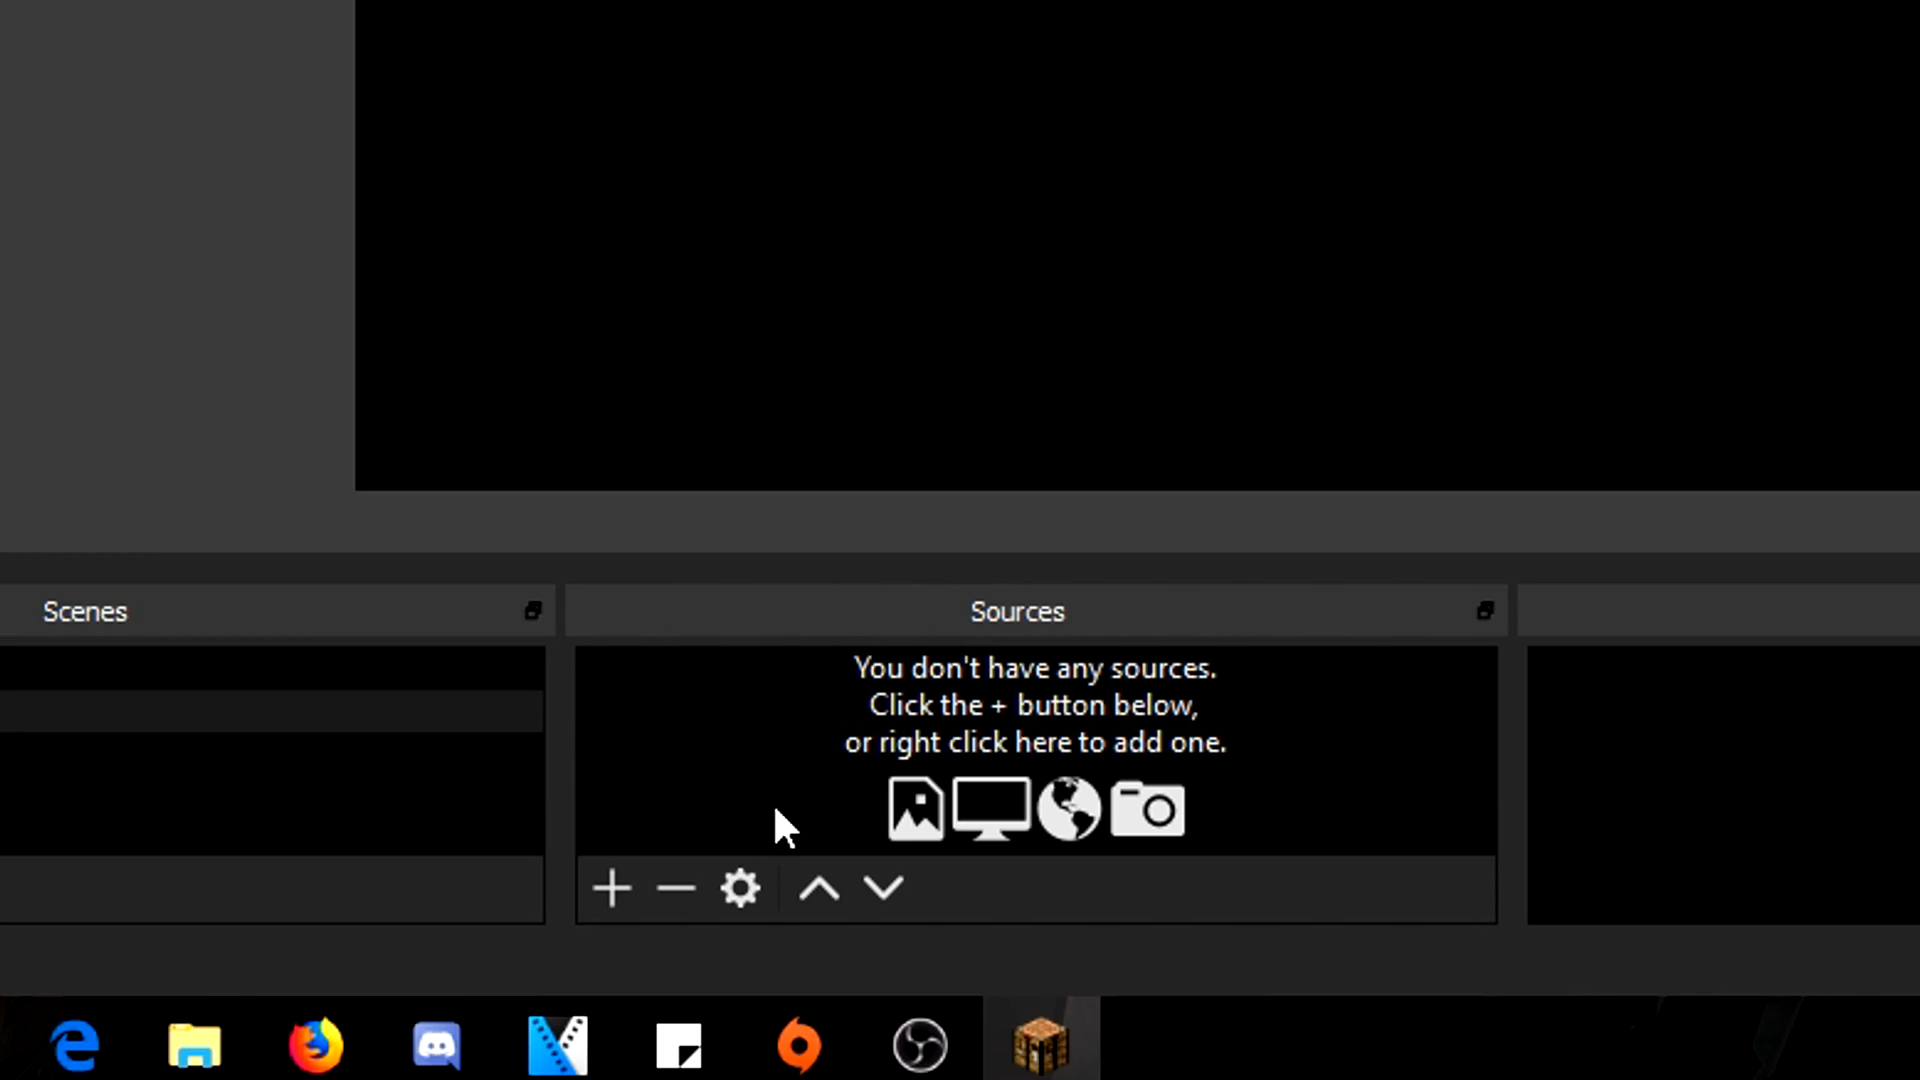 Scenes
Sources
You don't have any sources.
Click the + button below,
or right click here to add one.